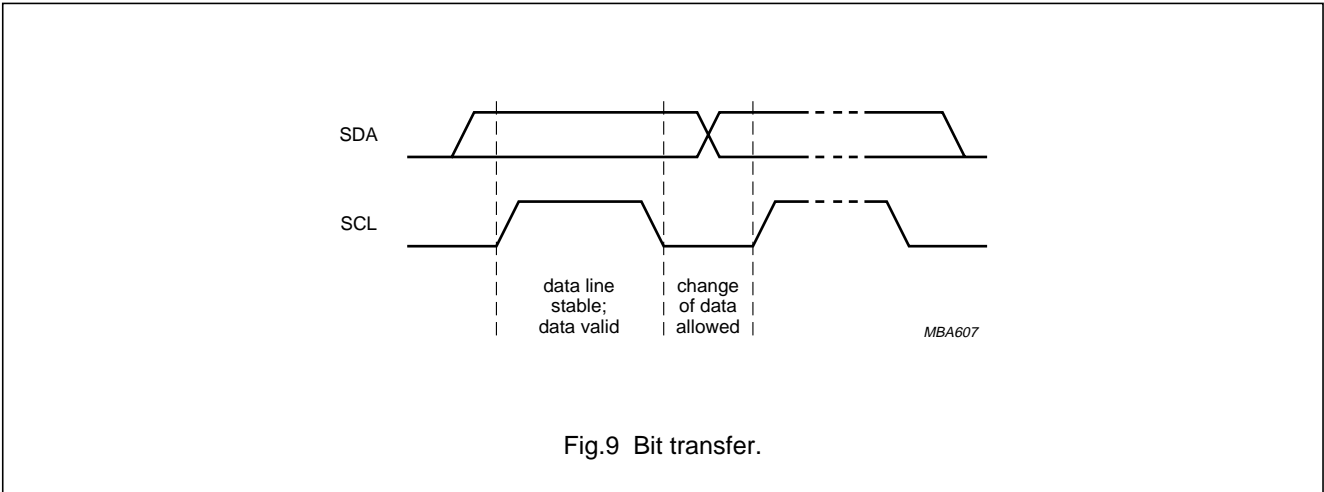 SDA
SCL
data line
stable;
data valid
change
of data
allowed
MBA607
Fig.9 Bit transfer.